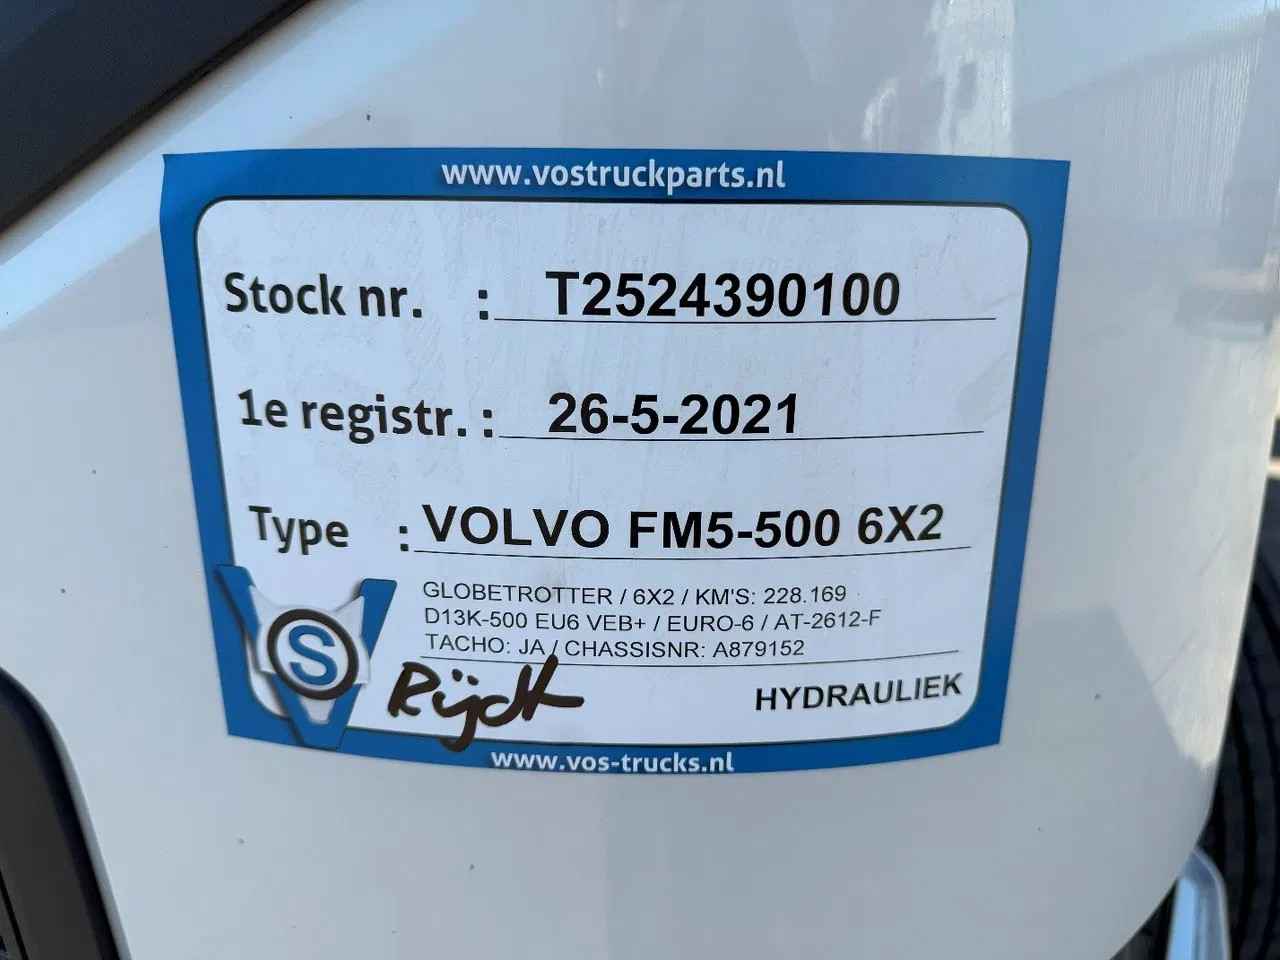 www.vostruckparts.nl
Stock nr. : T2524390100
1e registr. : 26-5-2021
Type : VOLVO FM5-500 6X2
GLOBETROTTER / 6X2 / KM'S: 228.169
D13K-500 EU6 VEB+ / EURO-6 / AT-2612-F
TACHO: JA / CHASSISNR: A879152
VOS
Rijdt
HYDRAULIEK
www.vos-trucks.nl